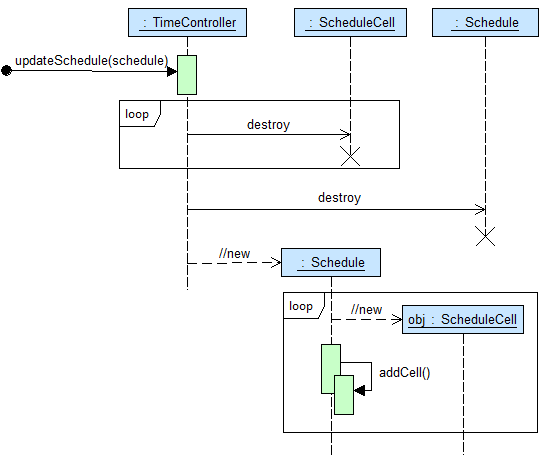 : TimeController
: ScheduleCell
: Schedule
updateSchedule(schedule)
loop
destroy
destroy
//new
: Schedule
loop
//new
obj : ScheduleCell
addCell()